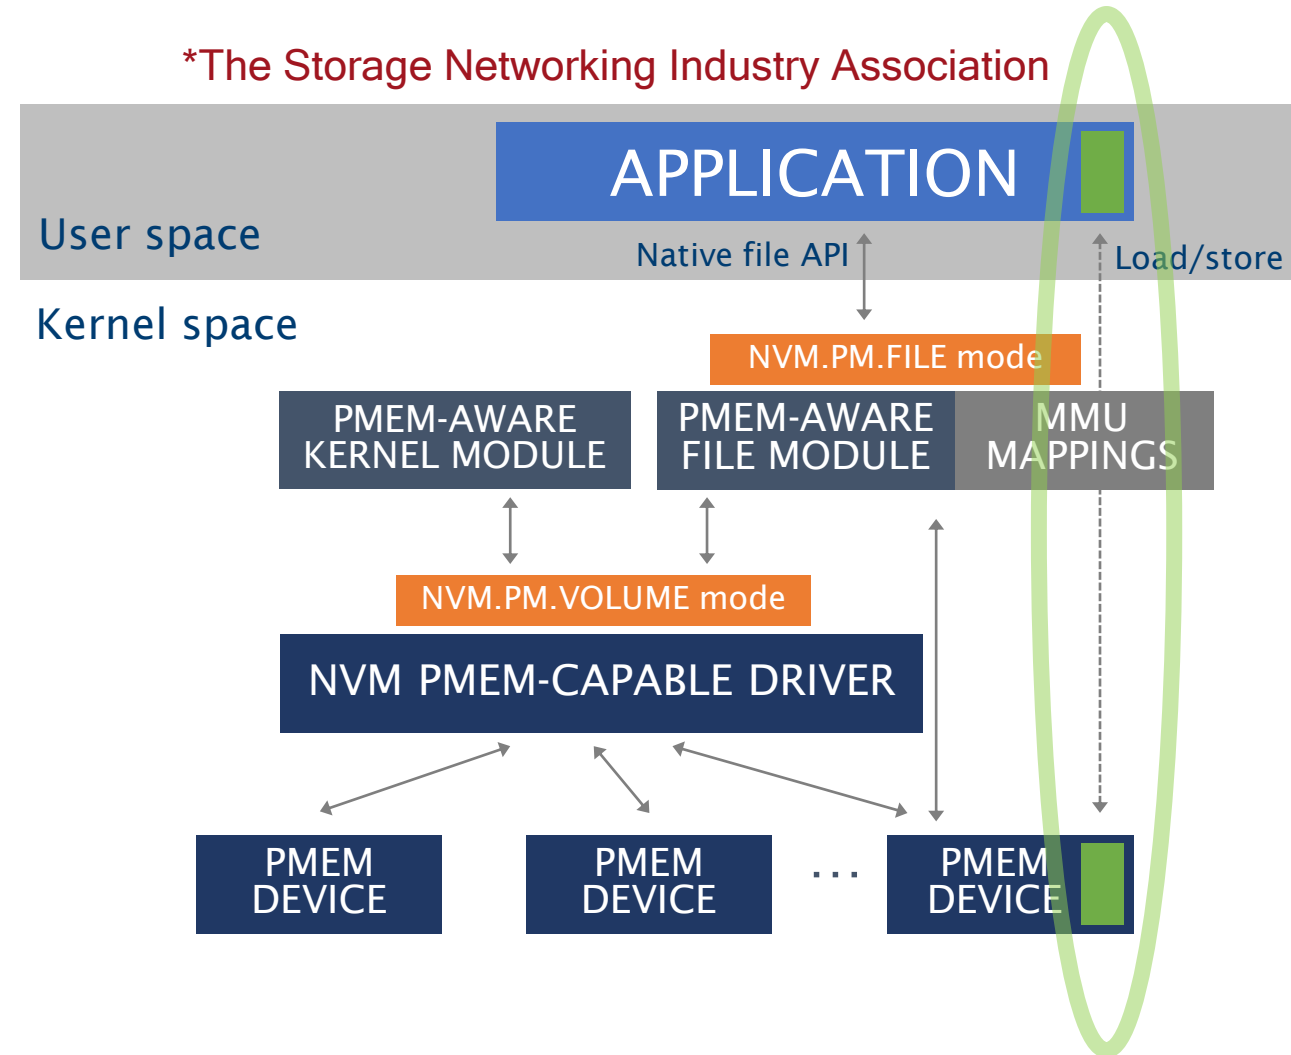 *The Storage Networking Industry Association
APPLICATION
User space
Native file API
Load/store
Kernel space
NVM.PM.FILE mode
PMEM-AWARE
KERNEL MODULE
PMEM-AWARE
FILE MODULE
MMU
MAPPINGS
NVM.PM.VOLUME mode
NVM PMEM-CAPABLE DRIVER
PMEM
DEVICE
PMEM
DEVICE
...
PMEM
DEVICE